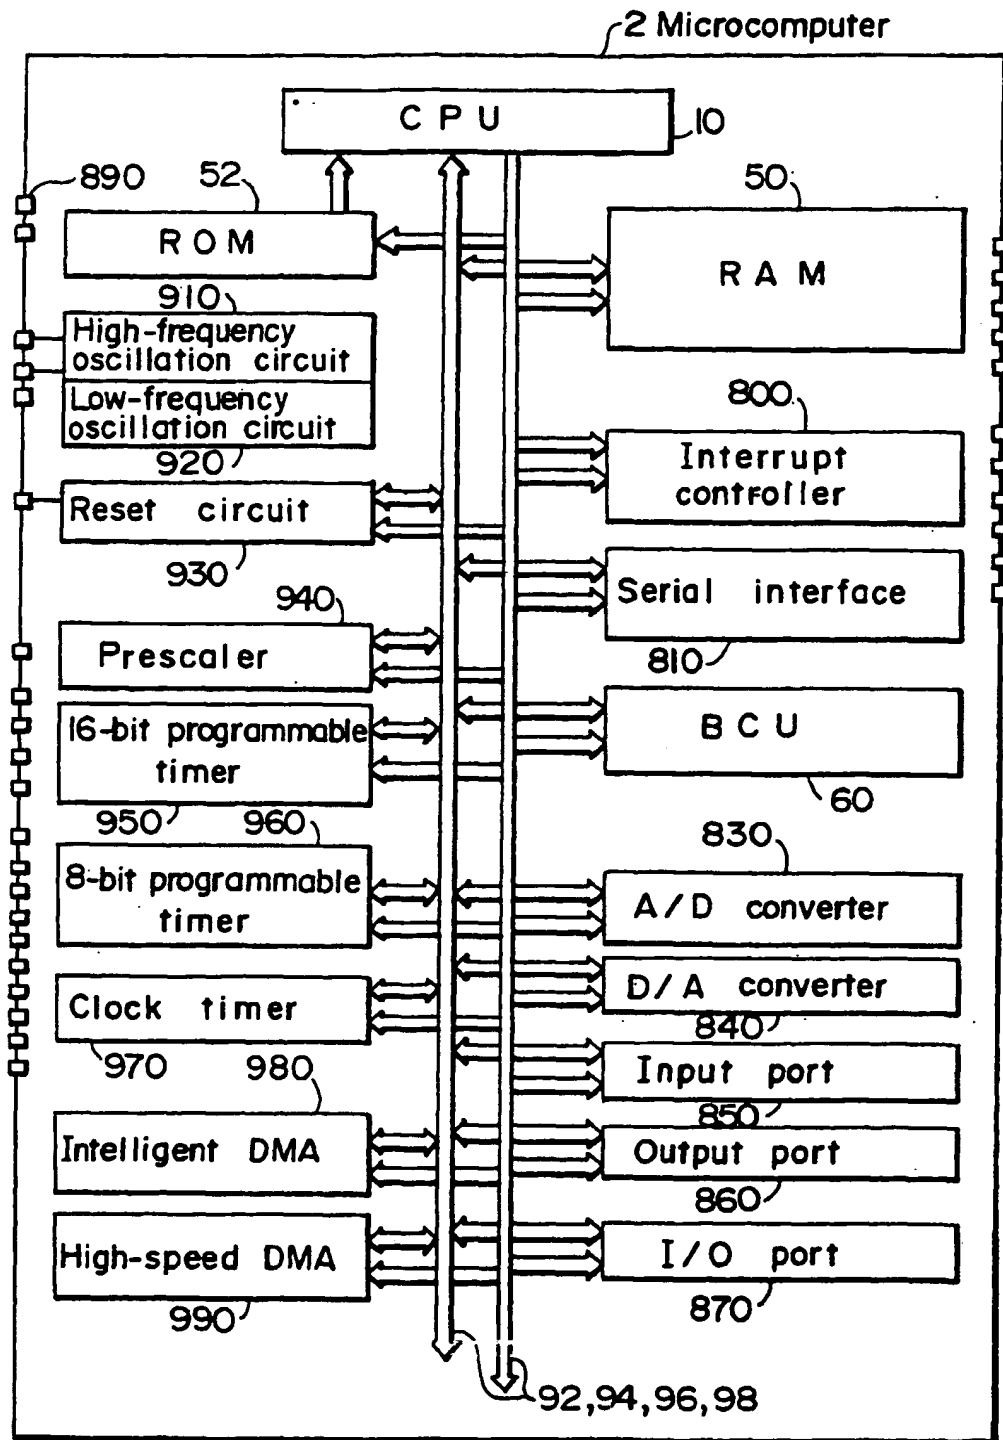 2 Microcomputer
CPU
10
890
52
50
ROM
RAM
910
High-frequency
oscillation circuit
Low-frequency
oscillation circuit
920
800
Interrupt
controller
Reset circuit
930
Serial interface
810
940
Prescaler
16-bit programmable
timer
950
BCU
60
960
8-bit programmable
timer
830
A/D converter
D/A converter
840
Clock timer
970
Input port
850
980
Intelligent DMA
Output port
860
High-speed DMA
990
I/O port
870
92,94,96,98